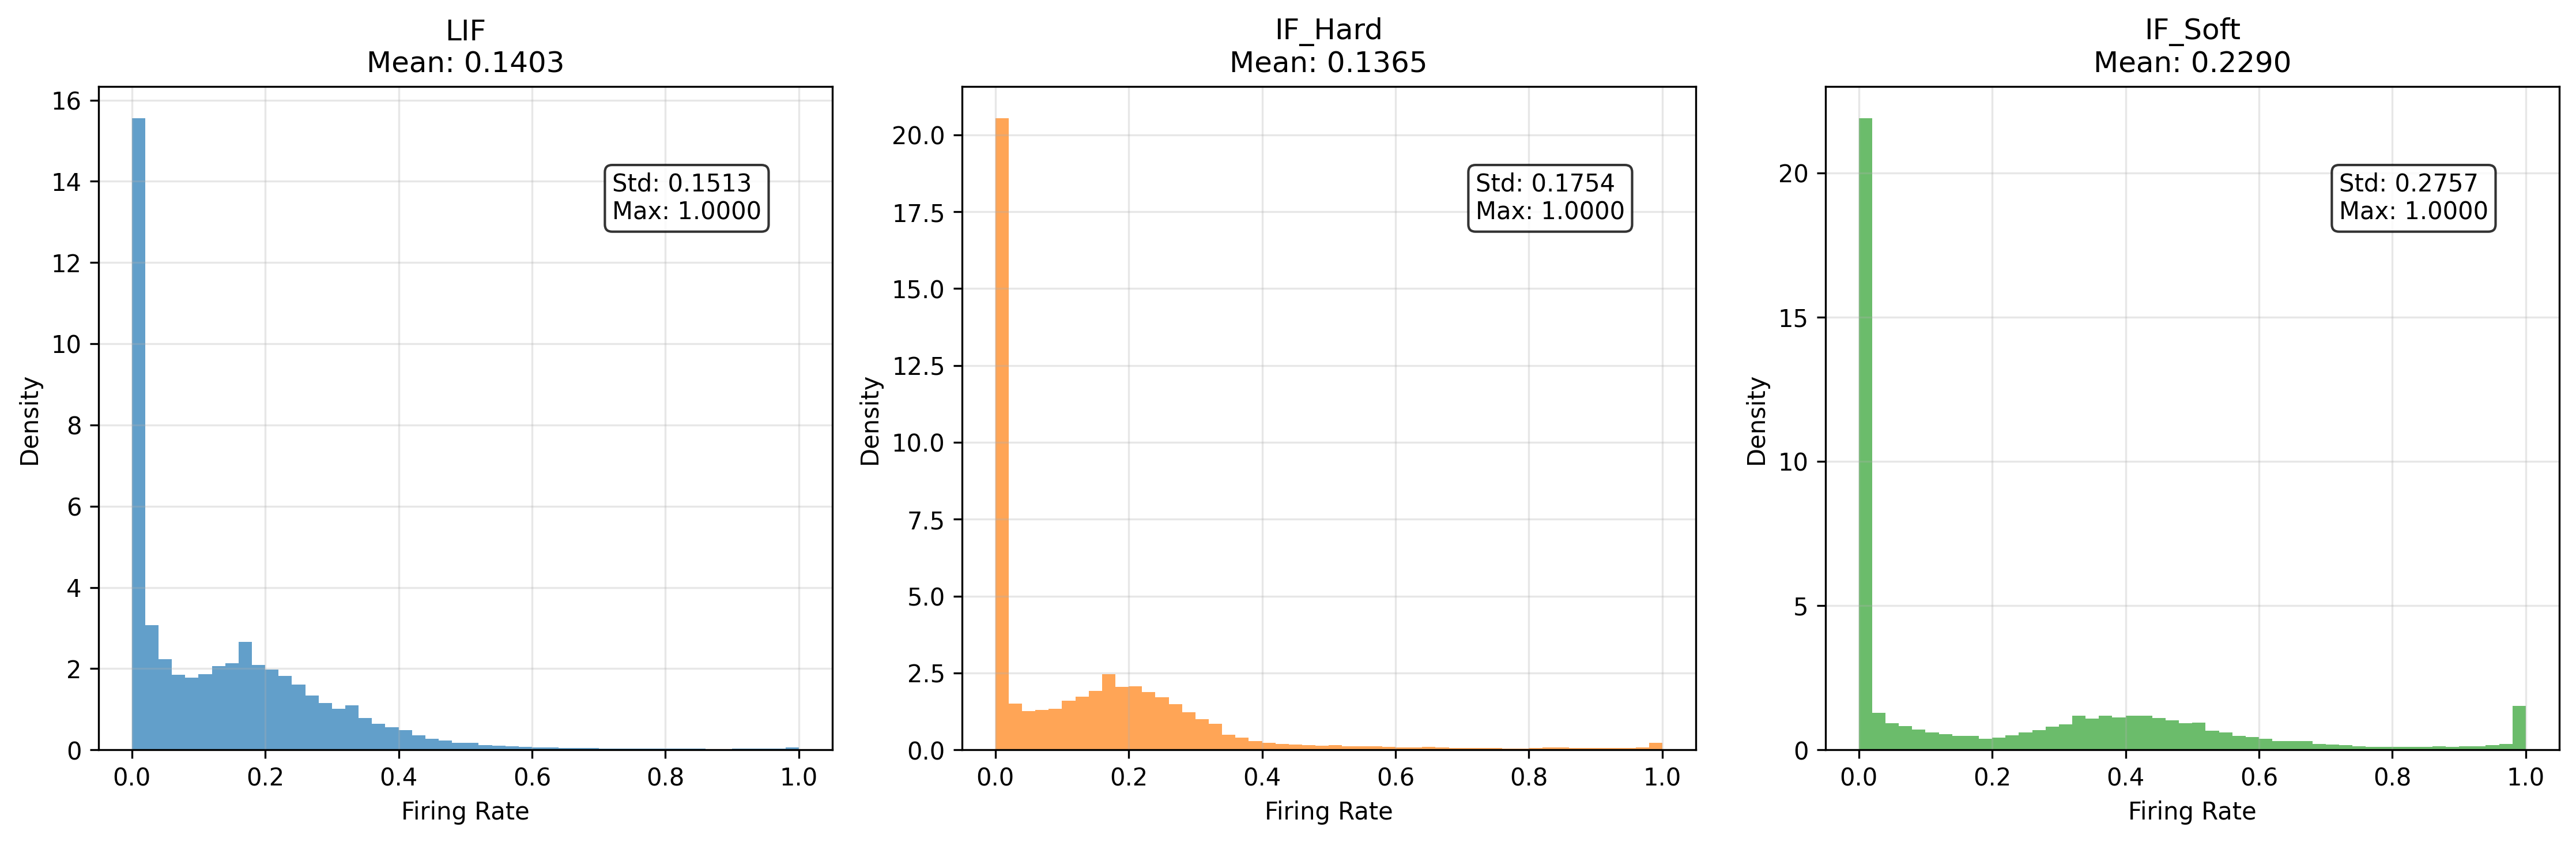 LIF
Mean: 0.1403
16
14
12
10
8
6
4
2
0
Density
Std: 0.1513
Max: 1.0000
0.0 0.2 0.4 0.6 0.8 1.0
Firing Rate
IF_Hard
Mean: 0.1365
20.0
17.5
15.0
12.5
10.0
7.5
5.0
2.5
0.0
Density
Std: 0.1754
Max: 1.0000
0.0 0.2 0.4 0.6 0.8 1.0
Firing Rate
IF_Soft
Mean: 0.2290
20
15
10
5
0
Density
Std: 0.2757
Max: 1.0000
0.0 0.2 0.4 0.6 0.8 1.0
Firing Rate